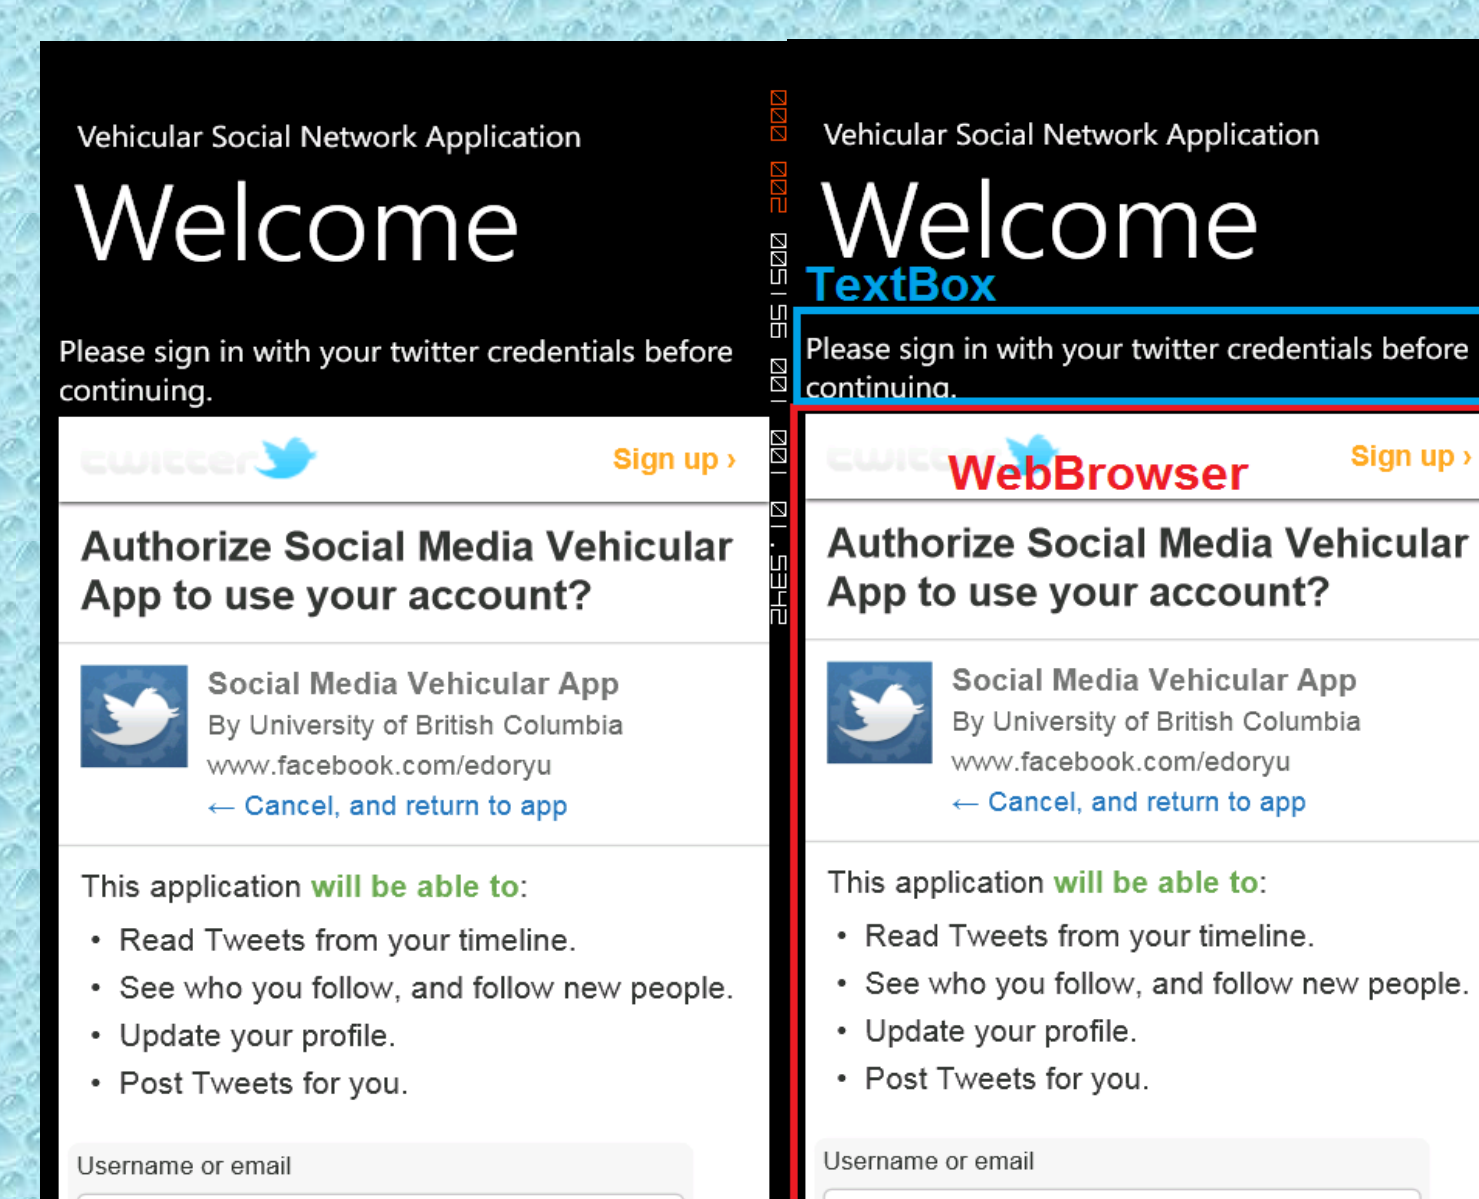 Vehicular Social Network Application
Welcome
Please sign in with your twitter credentials before
continuing.
twitter
Sign up ›
Authorize Social Media Vehicular
App to use your account?
Social Media Vehicular App
By University of British Columbia
www.facebook.com/edoryu
← Cancel, and return to app
This application will be able to:
• Read Tweets from your timeline.
• See who you follow, and follow new people.
• Update your profile.
• Post Tweets for you.
Username or email
Vehicular Social Network Application
Welcome
TextBox
Please sign in with your twitter credentials before
continuing.
WebBrowser
Sign up ›
Authorize Social Media Vehicular
App to use your account?
Social Media Vehicular App
By University of British Columbia
www.facebook.com/edoryu
← Cancel, and return to app
This application will be able to:
• Read Tweets from your timeline.
• See who you follow, and follow new people.
• Update your profile.
• Post Tweets for you.
Username or email